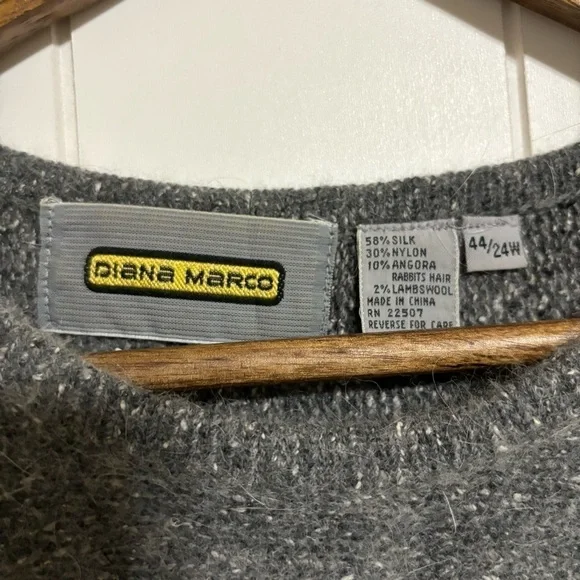 DIANA MARCO
58% SILK
30% NYLON
10% ANGORA
RABBITS HAIR
2% LAMBSWOOL
MADE IN CHINA
RN 22507
REVERSE FOR CARE
44/24W